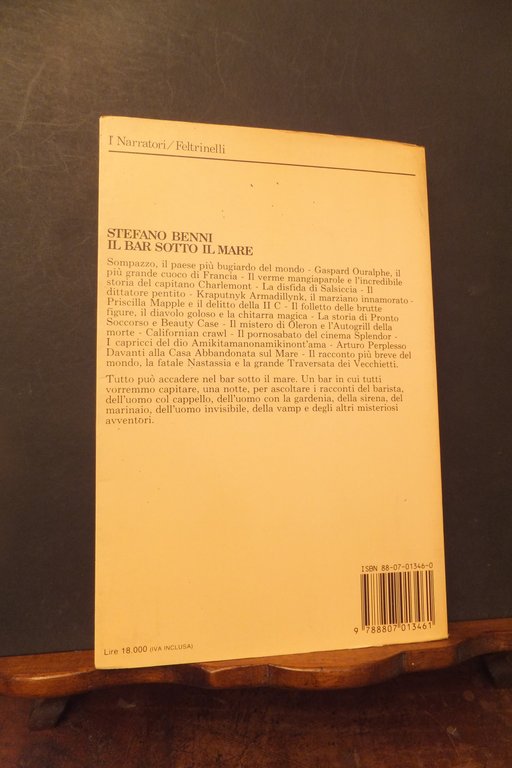 I Narratori/Feltrinelli
STEFANO BENNI
IL BAR SOTTO IL MARE
Sompazzo, il paese più bugiardo del mondo - Gaspard Ouralphe, il
più grande cuoco di Francia - Il verme mangiaparole e l'incredibile
storia del capitano Charlemont - La disfida di Salsiccia - Il
dittatore pentito - Kraputnyk Armadillynk, il marziano innamorato -
Priscilla Mapple e il delitto della II C - Il folletto delle brutte
figure, il diavolo goloso e la chitarra magica - La storia di Pronto
Soccorso e Beauty Case - Il mistero di Oleron e l'Autogrill della
morte - Californian crawl - Il pornosabato del cinema Splendor -
I capricci del dio Amikitamanonamikinont'ama - Arturo Perplesso
Davanti alla Casa Abbandonata sul Mare - Il racconto più breve del
mondo, la fatale Nastassia e la grande Traversata dei Vecchietti.
Tutto può accadere nel bar sotto il mare. Un bar in cui tutti
vorremmo capitare, una notte, per ascoltare i racconti del barista,
dell'uomo col cappello, dell'uomo con la gardenia, della sirena, del
marinaio, dell'uomo invisibile, della vamp e degli altri misteriosi
avventori.
ISBN 88-07-01346-0
9 788807 013461
Lire 18.000 (IVA INCLUSA)